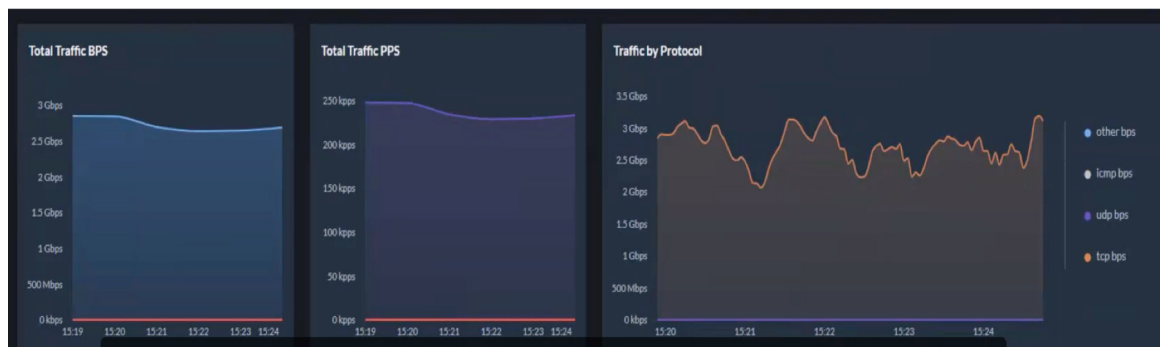 Total Traffic BPS
3 Gbps
2.5 Gbps
2 Gbps
1.5 Gbps
1 Gbps
500 Mbps
0 kbps
15:19 15:20 15:21 15:22 15:23 15:24
Total Traffic PPS
250 kpps
200 kpps
150 kpps
100 kpps
50 kpps
0 kpps
15:19 15:20 15:21 15:22 15:23 15:24
Traffic by Protocol
3.5 Gbps
3 Gbps
2.5 Gbps
2 Gbps
1.5 Gbps
1 Gbps
500 Mbps
0 kbps
15:20 15:21 15:22 15:23 15:24
other bps
icmp bps
udp bps
tcp bps